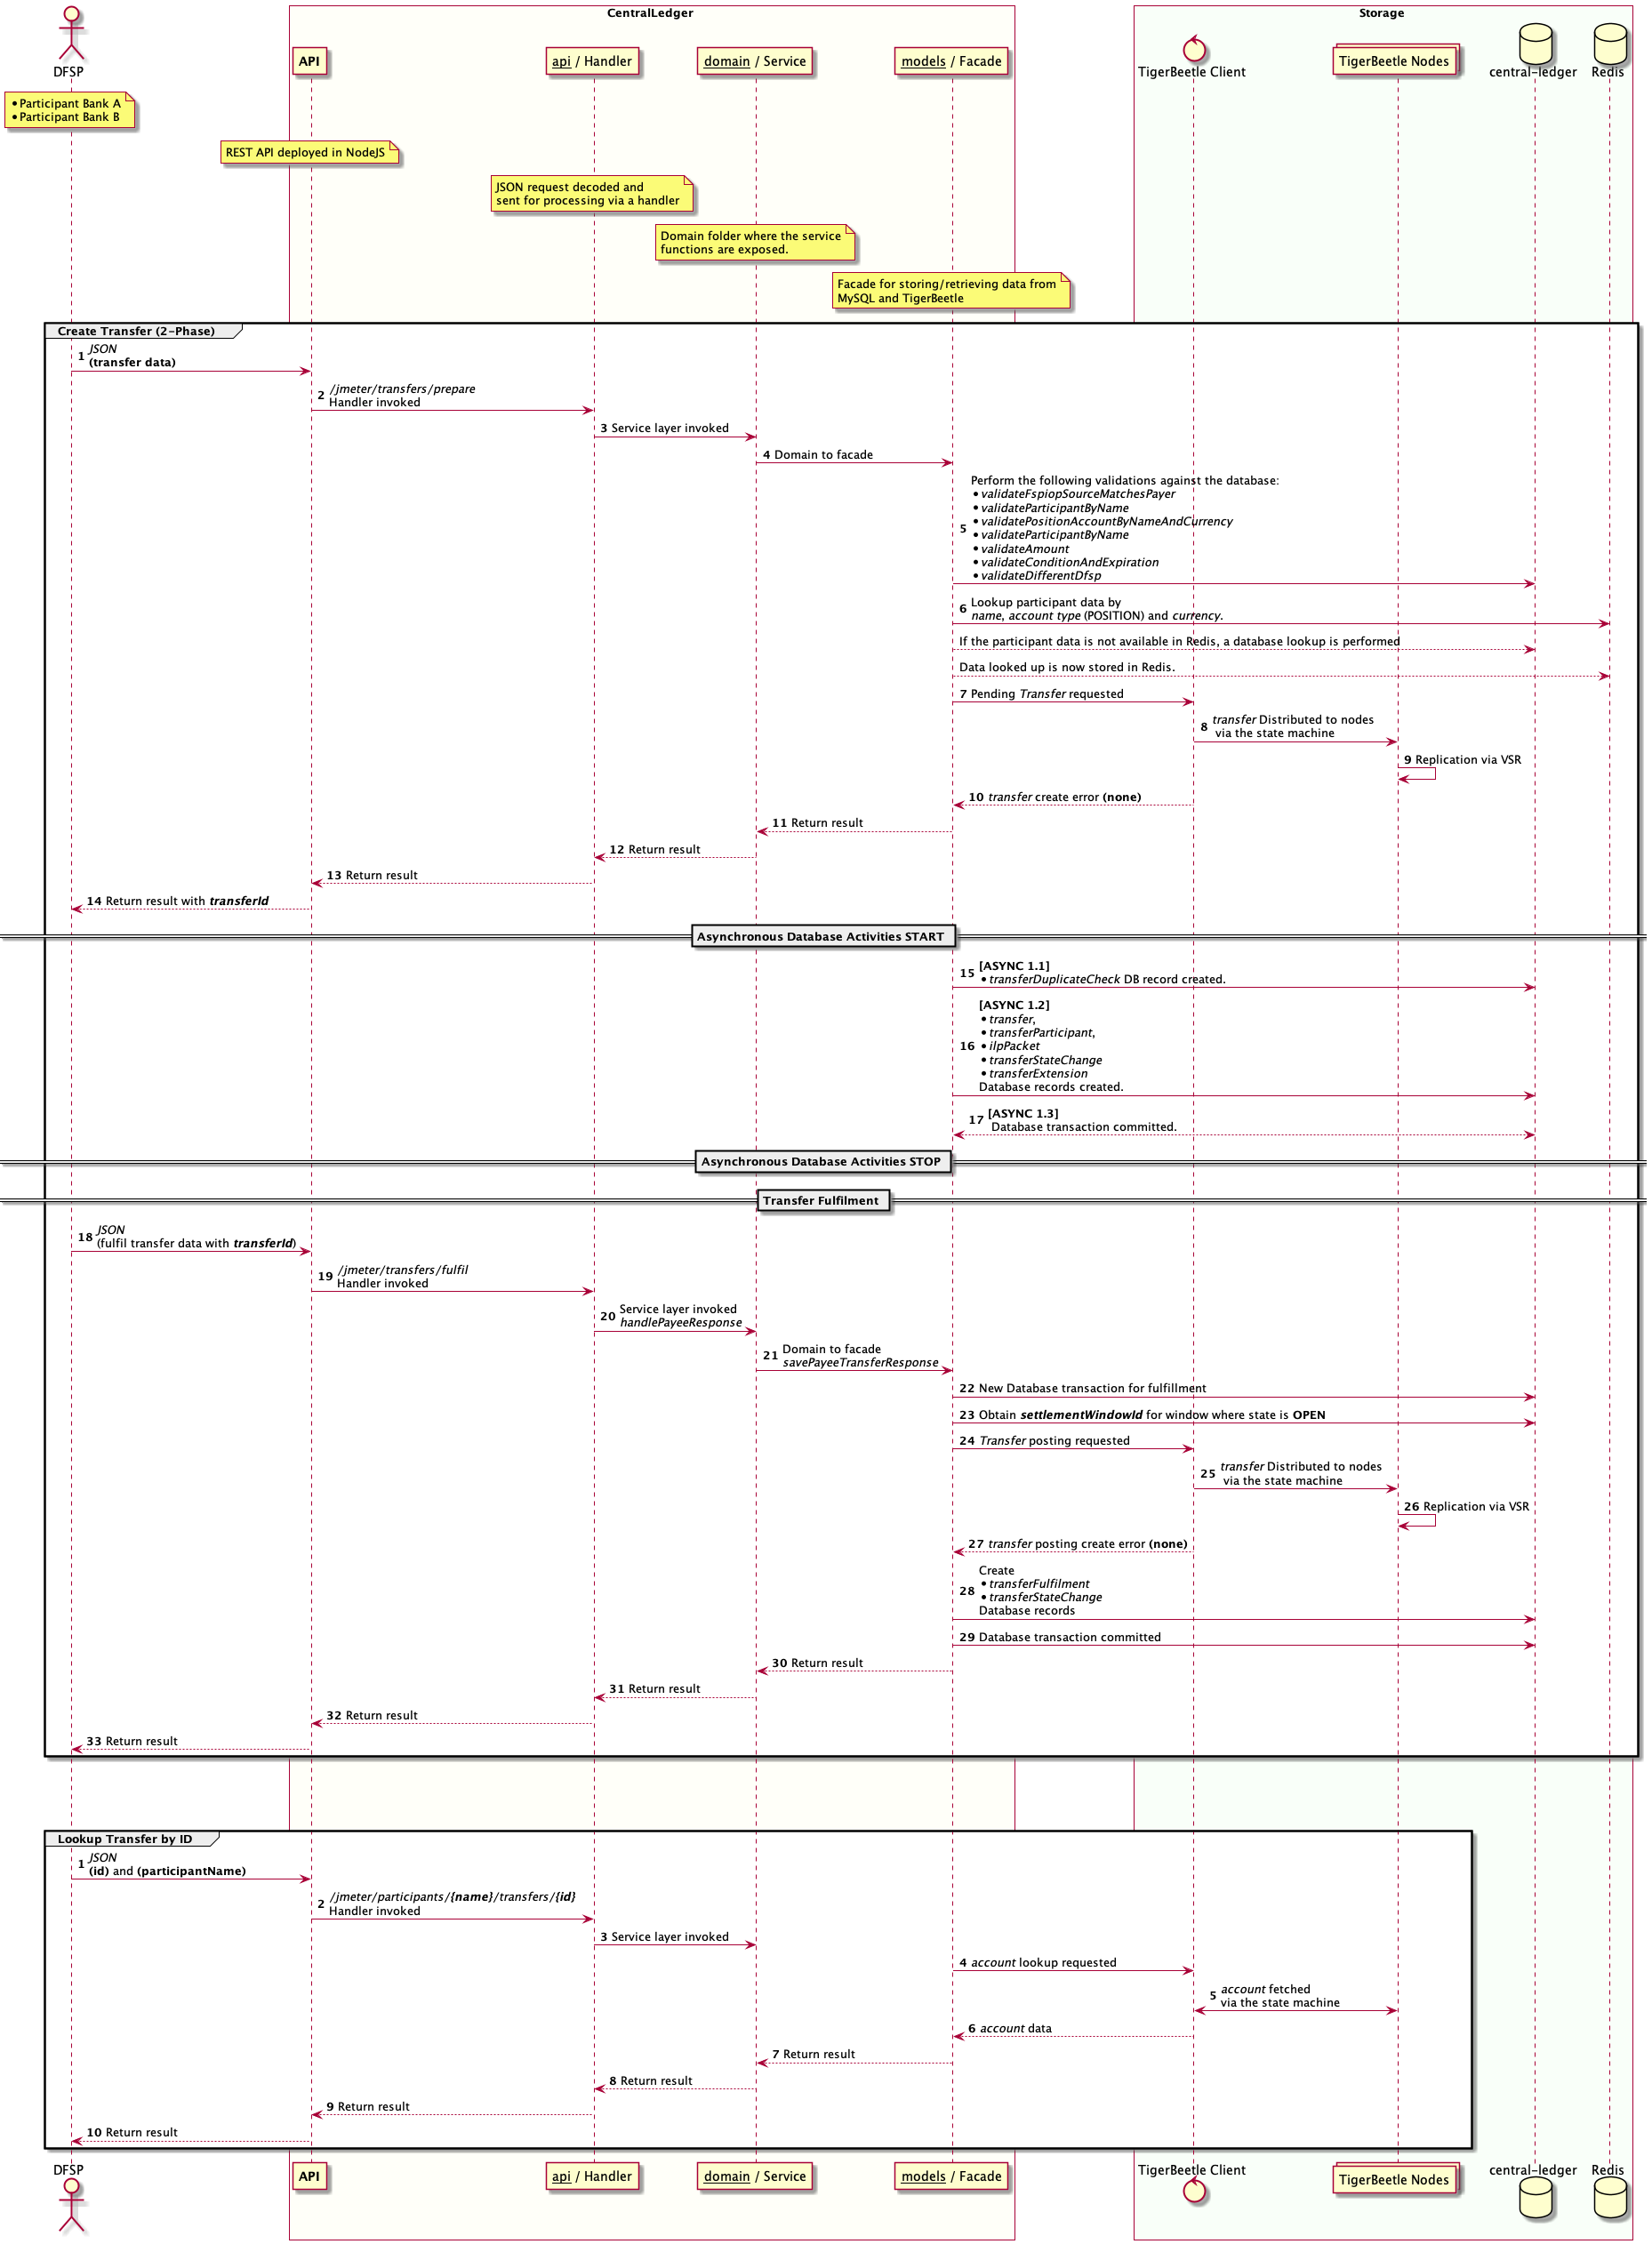 CentralLedger
Storage
DFSP
API
api / Handler
domain / Service
models / Facade
TigerBeetle Client
TigerBeetle Nodes
central-ledger
Redis
• Participant Bank A
• Participant Bank B
REST API deployed in NodeJS
JSON request decoded and
sent for processing via a handler
Domain folder where the service
functions are exposed.
Facade for storing/retrieving data from
MySQL and TigerBeetle
Create Transfer (2-Phase)
1 JSON
(transfer data)
2 /jmeter/transfers/prepare
Handler invoked
3 Service layer invoked
4 Domain to facade
Perform the following validations against the database:
• validateFspiopSourceMatchesPayer
• validateParticipantByName
• validatePositionAccountByNameAndCurrency
5 • validateParticipantByName
• validateAmount
• validateConditionAndExpiration
• validateDifferentDfsp
6 Lookup participant data by
name, account type (POSITION) and currency.
If the participant data is not available in Redis, a database lookup is performed
Data looked up is now stored in Redis.
7 Pending Transfer requested
8 transfer Distributed to nodes
via the state machine
9 Replication via VSR
10 transfer create error (none)
11 Return result
12 Return result
13 Return result
14 Return result with transferId
Asynchronous Database Activities START
15 [ASYNC 1.1]
• transferDuplicateCheck DB record created.
[ASYNC 1.2]
• transfer,
• transferParticipant,
16 • ilpPacket
• transferStateChange
• transferExtension
Database records created.
17 [ASYNC 1.3]
Database transaction committed.
Asynchronous Database Activities STOP
Transfer Fulfilment
18 JSON
(fulfil transfer data with transferId)
19 /jmeter/transfers/fulfil
Handler invoked
20 Service layer invoked
handlePayeeResponse
21 Domain to facade
savePayeeTransferResponse
22 New Database transaction for fulfillment
23 Obtain settlementWindowId for window where state is OPEN
24 Transfer posting requested
25 transfer Distributed to nodes
via the state machine
26 Replication via VSR
27 transfer posting create error (none)
Create
28 • transferFulfilment
• transferStateChange
Database records
29 Database transaction committed
30 Return result
31 Return result
32 Return result
33 Return result
Lookup Transfer by ID
1 JSON
(id) and (participantName)
2 /jmeter/participants/{name}/transfers/{id}
Handler invoked
3 Service layer invoked
4 account lookup requested
5 account fetched
via the state machine
6 account data
7 Return result
8 Return result
9 Return result
10 Return result
DFSP
API
api / Handler
domain / Service
models / Facade
TigerBeetle Client
TigerBeetle Nodes
central-ledger
Redis